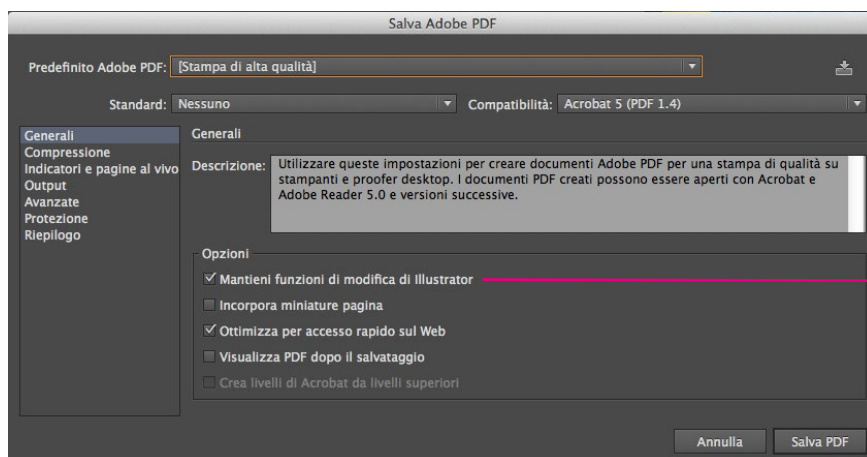 Salva Adobe PDF
Predefinito Adobe PDF: [Stampa di alta qualità]
Standard: Nessuno Compatibilità: Acrobat 5 (PDF 1.4)
Generali
Compressione
Indicatori e pagine al vivo
Output
Avanzate
Protezione
Riepilogo
Generali
Descrizione: Utilizzare queste impostazioni per creare documenti Adobe PDF per una stampa di qualità su
stampanti e proofer desktop. I documenti PDF creati possono essere aperti con Acrobat e
Adobe Reader 5.0 e versioni successive.
Opzioni
Mantieni funzioni di modifica di Illustrator
Incorpora miniature pagina
Ottimizza per accesso rapido sul Web
Visualizza PDF dopo il salvataggio
Crea livelli di Acrobat da livelli superiori
Annulla Salva PDF